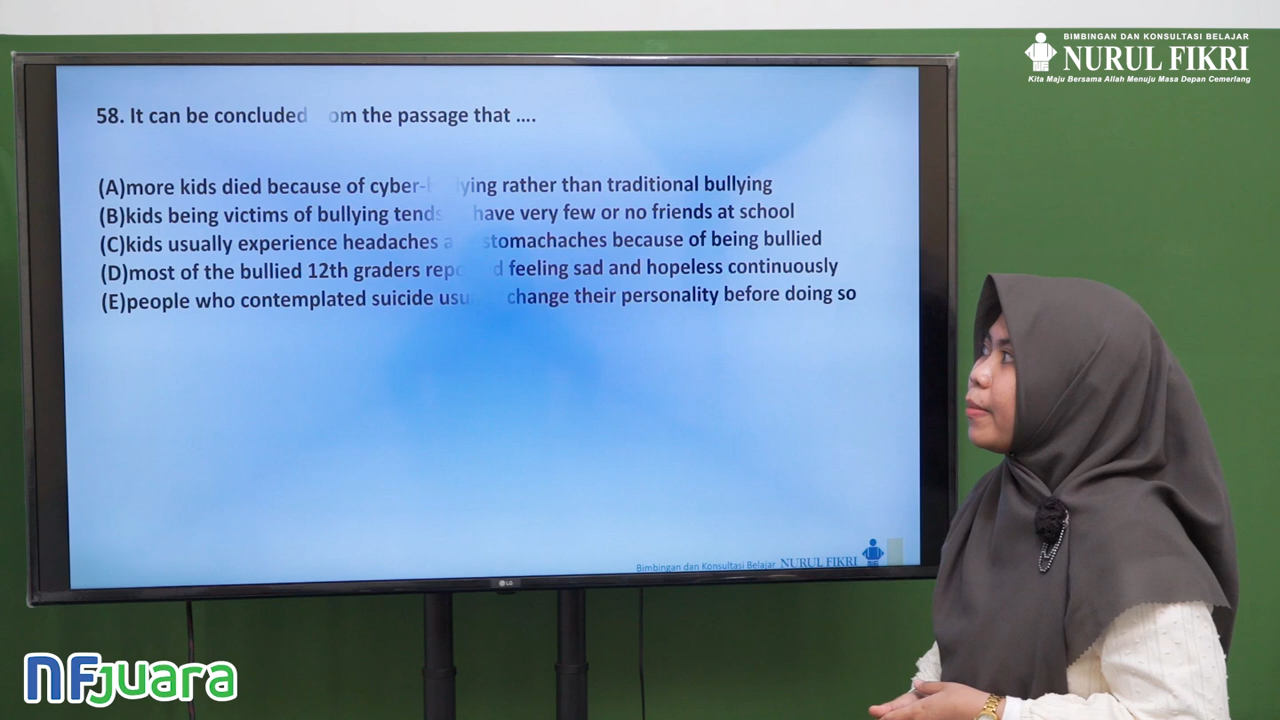 BIMBINGAN DAN KONSULTASI BELAJAR
NURUL FIKRI
Kita Maju Bersama Allah Menuju Masa Depan Cemerlang
58. It can be concluded om the passage that ....
(A)more kids died because of cyber- ying rather than traditional bullying
(B)kids being victims of bullying tends have very few or no friends at school
(C)kids usually experience headaches a stomachaches because of being bullied
(D)most of the bullied 12th graders repo d feeling sad and hopeless continuously
(E)people who contemplated suicide usu change their personality before doing so
Bimbingan dan Konsultasi Belajar NURUL FIKRI
LG
NFjuara